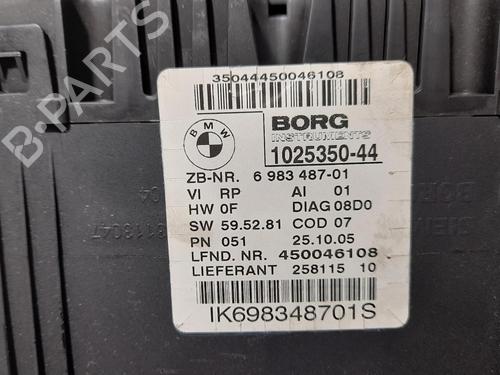 B-PARTS
35044450046108
BMW
BORG
INSTRUMENTS
1025350-44
ZB-NR. 6 983 487-01
VI RP AI 01
HW 0F DIAG 08D0
SW 59.52.81 COD 07
PN 051 25.10.05
LFND. NR. 450046108
LIEFERANT 258115 10
IK698348701S